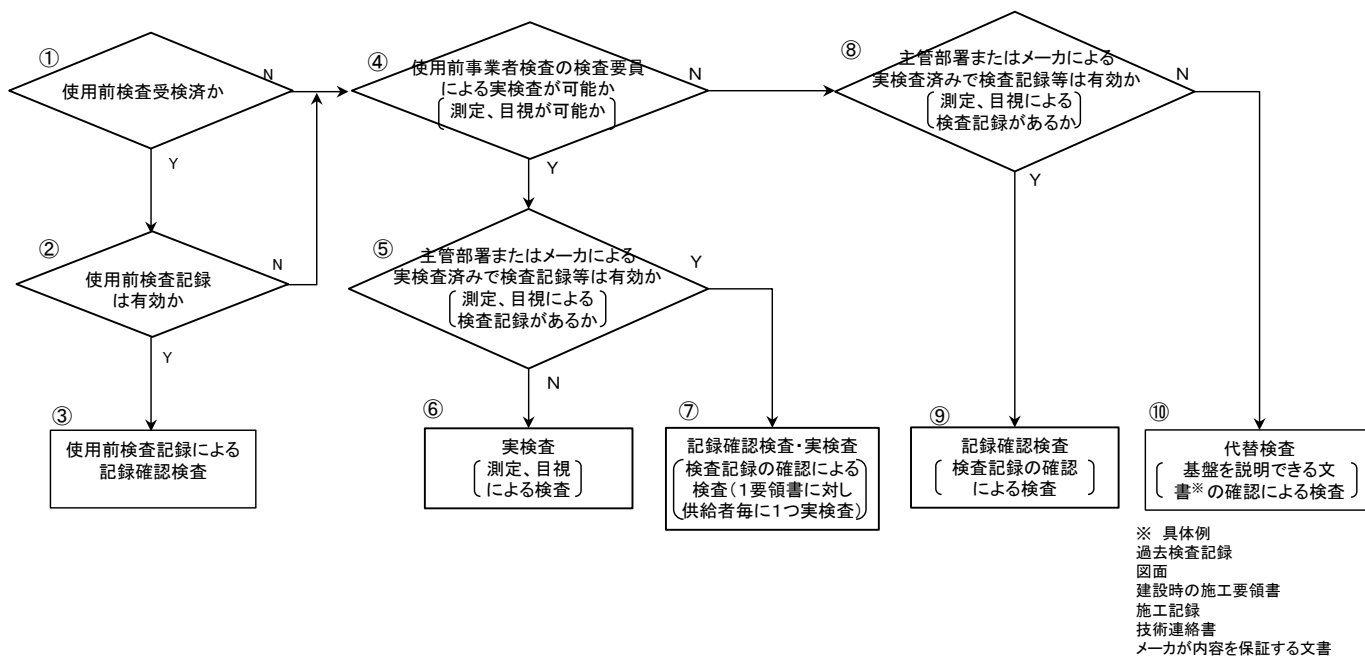 ①
使用前検査受検済か
N
Y
②
使用前検査記録
は有効か
N
Y
③
使用前検査記録による
記録確認検査
④
使用前事業者検査の検査要員
による実検査が可能か
測定、目視が可能か
N
Y
⑤
主管部署またはメーカによる
実検査済みで検査記録等は有効か
測定、目視による
検査記録があるか
Y
N
⑥
実検査
測定、目視
による検査
⑦
記録確認検査・実検査
検査記録の確認による
検査(1要領書に対し
供給者毎に1つ実検査)
⑧
主管部署またはメーカによる
実検査済みで検査記録等は有効か
測定、目視による
検査記録があるか
N
Y
⑨
記録確認検査
検査記録の確認
による検査
⑩
代替検査
基盤を説明できる文
書※の確認による検査
※ 具体例
過去検査記録
図面
建設時の施工要領書
施工記録
技術連絡書
メーカが内容を保証する文書